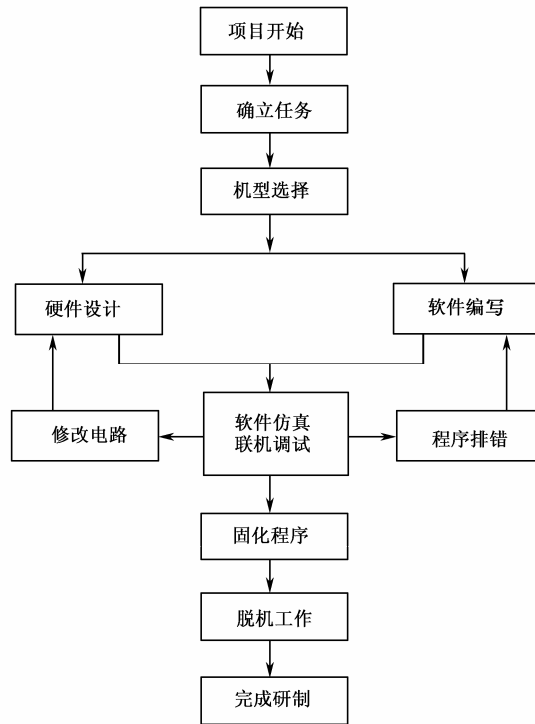 项目开始
确立任务
机型选择
硬件设计
软件编写
修改电路
软件仿真
联机调试
程序排错
固化程序
脱机工作
完成研制